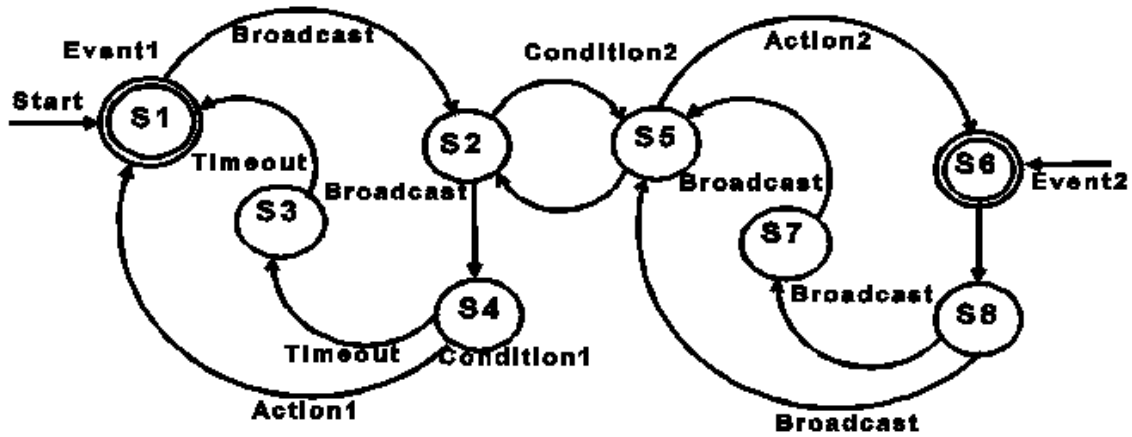 Event1
Broadcast
Condition2
Action2
Start
S1
S2
S5
S6
Timeout
Broadcast
Broadcast
Event2
S3
S7
S4
Broadcast
S8
Timeout
Condition1
Action1
Broadcast